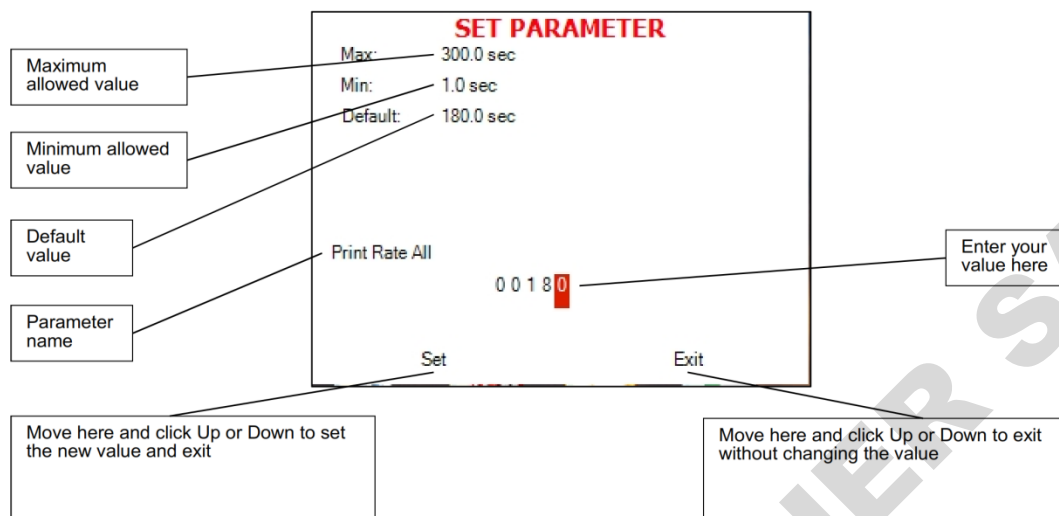 SET PARAMETER
Max: 300.0 sec
Min: 1.0 sec
Default: 180.0 sec
Maximum
allowed value
Minimum allowed
value
Default
value
Parameter
name
Print Rate All
0 0 1 8 0
Enter your
value here
Set
Exit
Move here and click Up or Down to set
the new value and exit
Move here and click Up or Down to exit
without changing the value